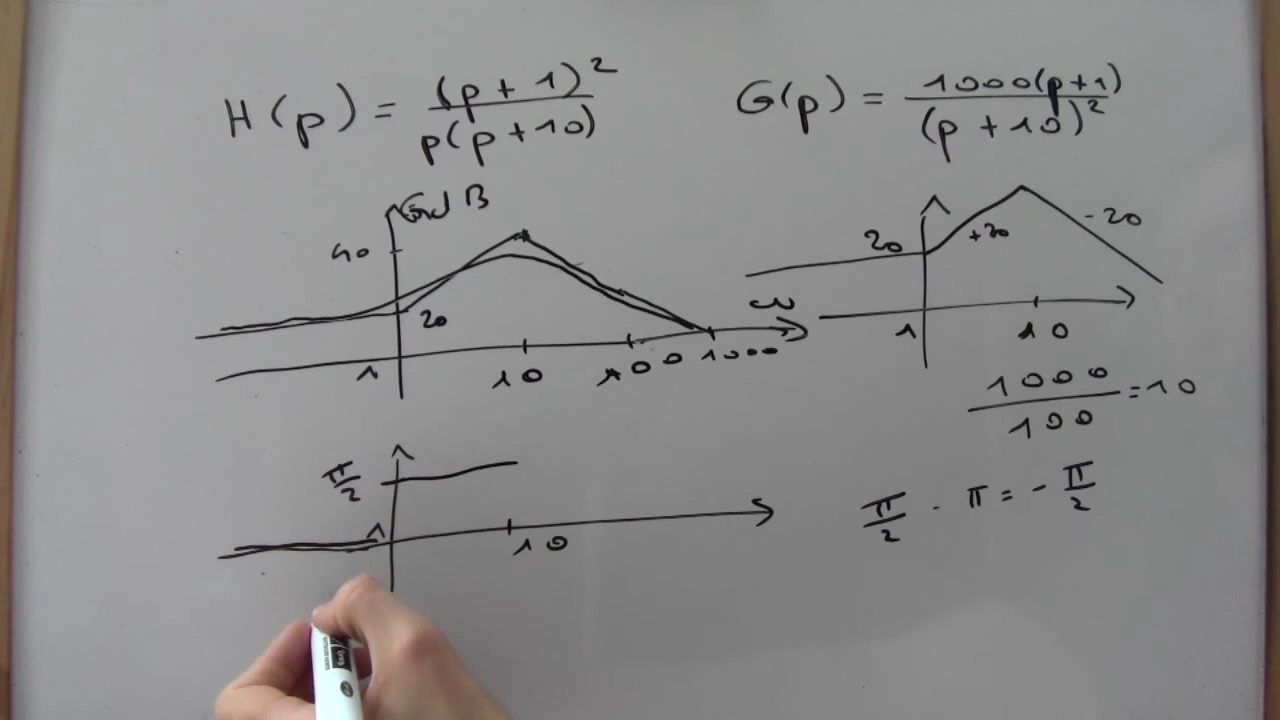 H(p) = (p + 1)² / p(p + 10)
G(p) = 1000(p+1) / (p + 10)²
GdB
40
20
1
10
100
1000
ω
20
+20
-20
1
10
1000 / 100 = 10
π/2
1
10
π/2 - π = - π/2